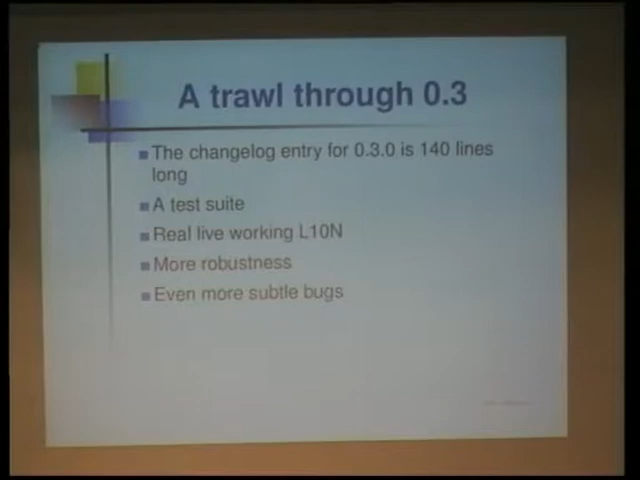 A trawl through 0.3
The changelog entry for 0.3.0 is 140 lines
long
A test suite
Real live working L10N
More robustness
Even more subtle bugs